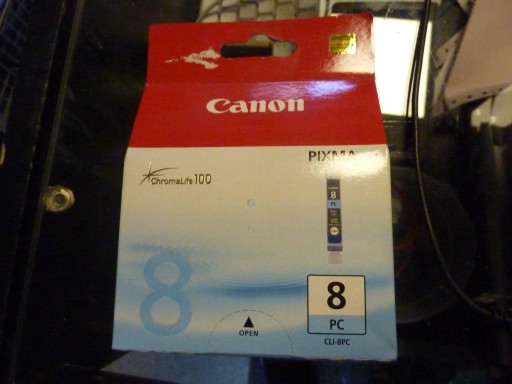 Canon
PIXMA
ChromaLife100
8
PC
8
8
PC
OPEN
CLI-8PC